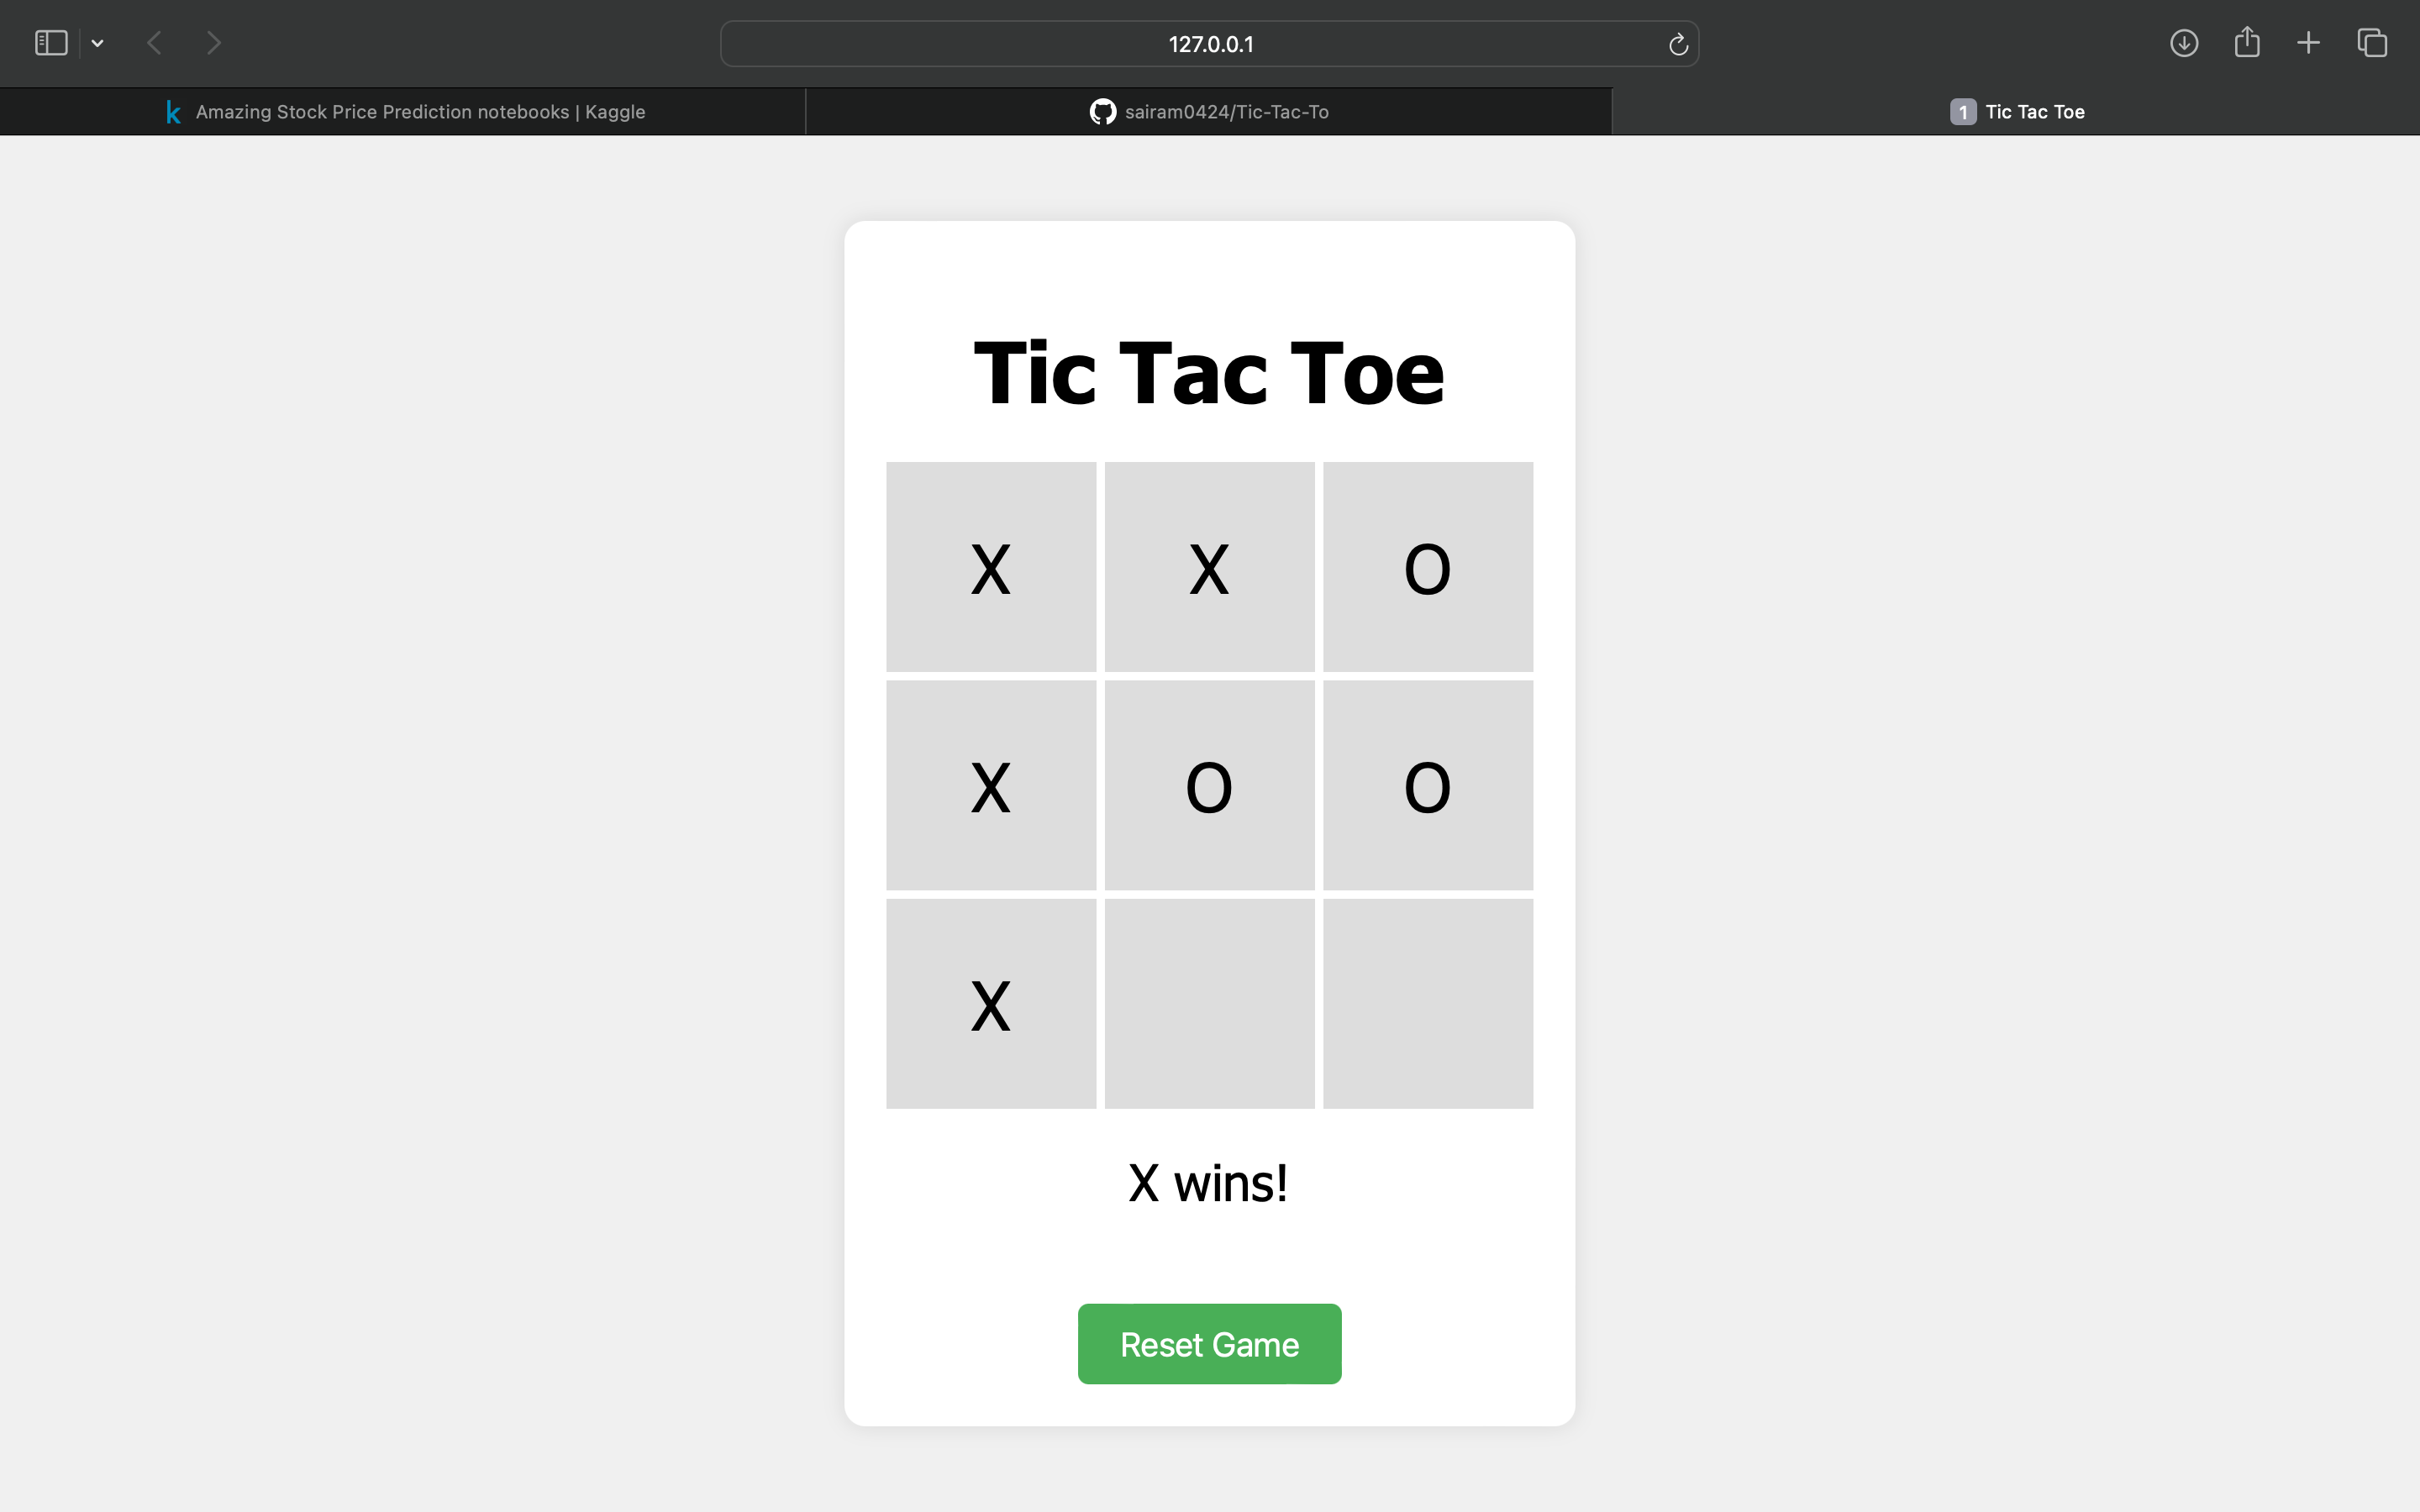 127.0.0.1
k Amazing Stock Price Prediction notebooks | Kaggle
sairam0424/Tic-Tac-To
1 Tic Tac Toe
Tic Tac Toe
X X O
X O O
X
X wins!
Reset Game